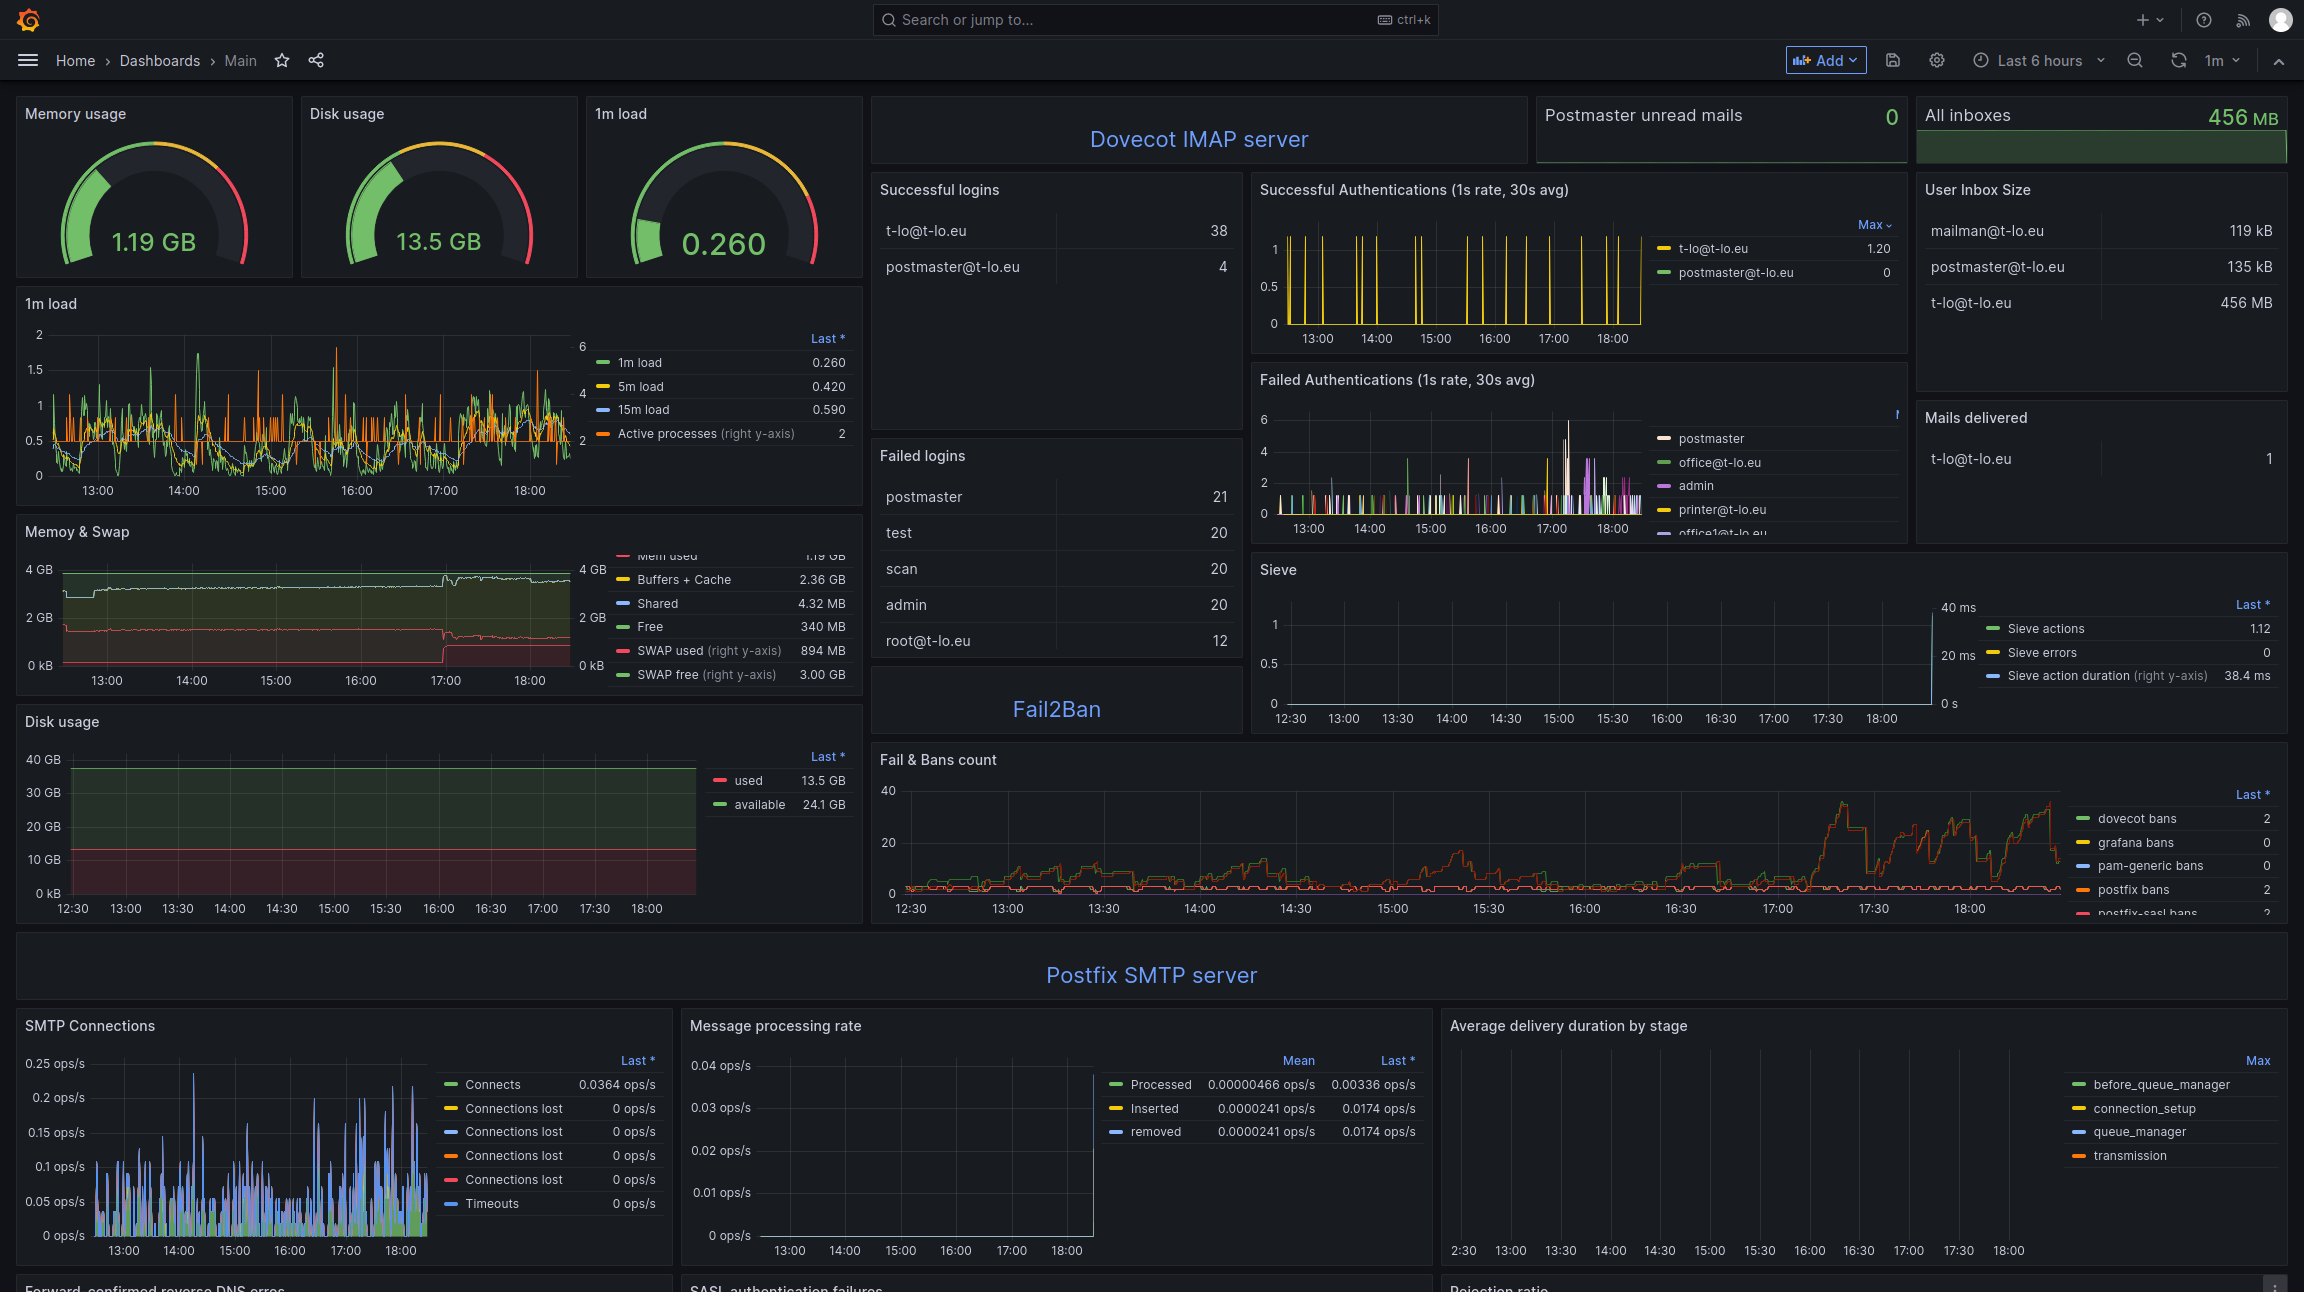 Search or jump to...
ctrl+k
Home › Dashboards › Main
Add
Last 6 hours
1m
Memory usage
1.19 GB
Disk usage
13.5 GB
1m load
0.260
Dovecot IMAP server
Postmaster unread mails
0
All inboxes
456 MB
Successful logins
t-lo@t-lo.eu 38
postmaster@t-lo.eu 4
Successful Authentications (1s rate, 30s avg)
1
0.5
0
13:00 14:00 15:00 16:00 17:00 18:00
Max
t-lo@t-lo.eu 1.20
postmaster@t-lo.eu 0
User Inbox Size
mailman@t-lo.eu 119 kB
postmaster@t-lo.eu 135 kB
t-lo@t-lo.eu 456 MB
1m load
2
1.5
1
0.5
0
6
4
2
13:00 14:00 15:00 16:00 17:00 18:00
Last *
1m load 0.260
5m load 0.420
15m load 0.590
Active processes (right y-axis) 2
Failed Authentications (1s rate, 30s avg)
6
4
2
0
13:00 14:00 15:00 16:00 17:00 18:00
postmaster
office@t-lo.eu
admin
printer@t-lo.eu
office1@t-lo.eu
Mails delivered
t-lo@t-lo.eu 1
Failed logins
postmaster 21
test 20
scan 20
admin 20
root@t-lo.eu 12
Memoy & Swap
4 GB
2 GB
0 kB
4 GB
2 GB
0 kB
13:00 14:00 15:00 16:00 17:00 18:00
Mem used 1.19 GB
Buffers + Cache 2.36 GB
Shared 4.32 MB
Free 340 MB
SWAP used (right y-axis) 894 MB
SWAP free (right y-axis) 3.00 GB
Sieve
1
0.5
0
40 ms
20 ms
0 s
12:30 13:00 13:30 14:00 14:30 15:00 15:30 16:00 16:30 17:00 17:30 18:00
Last *
Sieve actions 1.12
Sieve errors 0
Sieve action duration (right y-axis) 38.4 ms
Fail2Ban
Disk usage
40 GB
30 GB
20 GB
10 GB
0 kB
12:30 13:00 13:30 14:00 14:30 15:00 15:30 16:00 16:30 17:00 17:30 18:00
Last *
used 13.5 GB
available 24.1 GB
Fail & Bans count
40
20
0
12:30 13:00 13:30 14:00 14:30 15:00 15:30 16:00 16:30 17:00 17:30 18:00
Last *
dovecot bans 2
grafana bans 0
pam-generic bans 0
postfix bans 2
postfix-sasl bans 2
Postfix SMTP server
SMTP Connections
0.25 ops/s
0.2 ops/s
0.15 ops/s
0.1 ops/s
0.05 ops/s
0 ops/s
13:00 14:00 15:00 16:00 17:00 18:00
Last *
Connects 0.0364 ops/s
Connections lost 0 ops/s
Connections lost 0 ops/s
Connections lost 0 ops/s
Connections lost 0 ops/s
Timeouts 0 ops/s
Message processing rate
0.04 ops/s
0.03 ops/s
0.02 ops/s
0.01 ops/s
0 ops/s
13:00 14:00 15:00 16:00 17:00 18:00
Mean Last *
Processed 0.00000466 ops/s 0.00336 ops/s
Inserted 0.0000241 ops/s 0.0174 ops/s
removed 0.0000241 ops/s 0.0174 ops/s
Average delivery duration by stage
2:30 13:00 13:30 14:00 14:30 15:00 15:30 16:00 16:30 17:00 17:30 18:00
Max
before_queue_manager
connection_setup
queue_manager
transmission
Forward-confirmed reverse DNS erros
SASL authentication failures
Rejection ratio